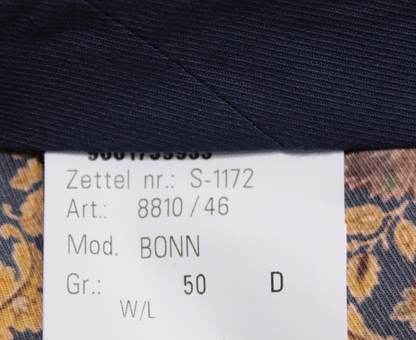 Zettel nr.: S-1172
Art.: 8810/46
Mod. BONN
Gr.: 50 D
W/L